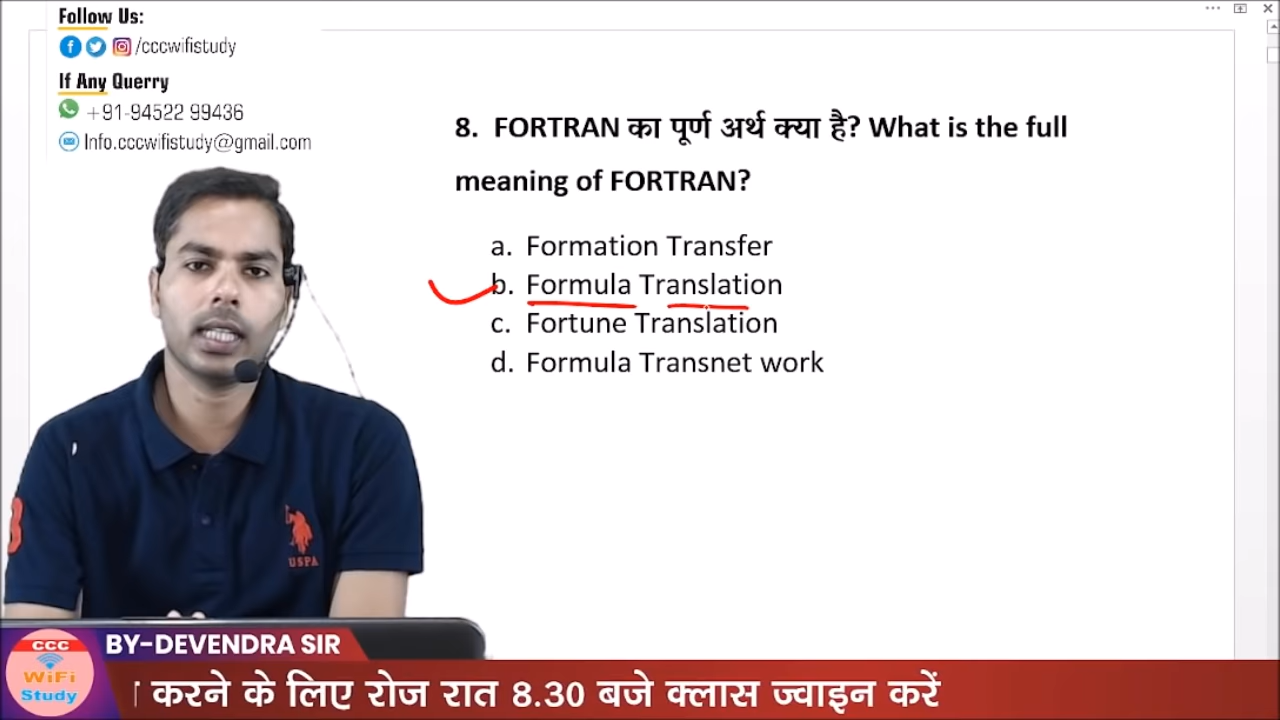 Follow Us:
/cccwifistudy
If Any Querry
+91-94522 99436
Info.cccwifistudy@gmail.com
8. FORTRAN का पूर्ण अर्थ क्या है? What is the full
meaning of FORTRAN?
a. Formation Transfer
b. Formula Translation
c. Fortune Translation
d. Formula Transnet work
USPA
BY-DEVENDRA SIR
CCC
WiFi
Study
करने के लिए रोज रात 8.30 बजे क्लास ज्वाइन करें